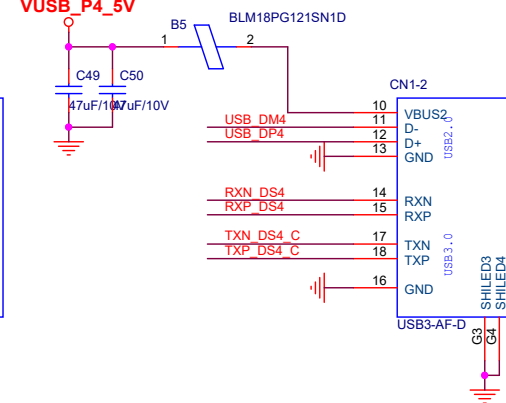 VUSB_P4_5V
B5
BLM18PG121SN1D
1
2
C49
C50
47uF/10V
47uF/10V
CN1-2
10
VBUS2
USB_DM4
11
D-
USB_DP4
12
D+
13
GND
USB2.0
RXN_DS4
14
RXN
RXP_DS4
15
RXP
TXN_DS4_C
17
TXN
TXP_DS4_C
18
TXP
USB3.0
16
GND
SHILED3
SHILED4
USB3-AF-D
G3
G4